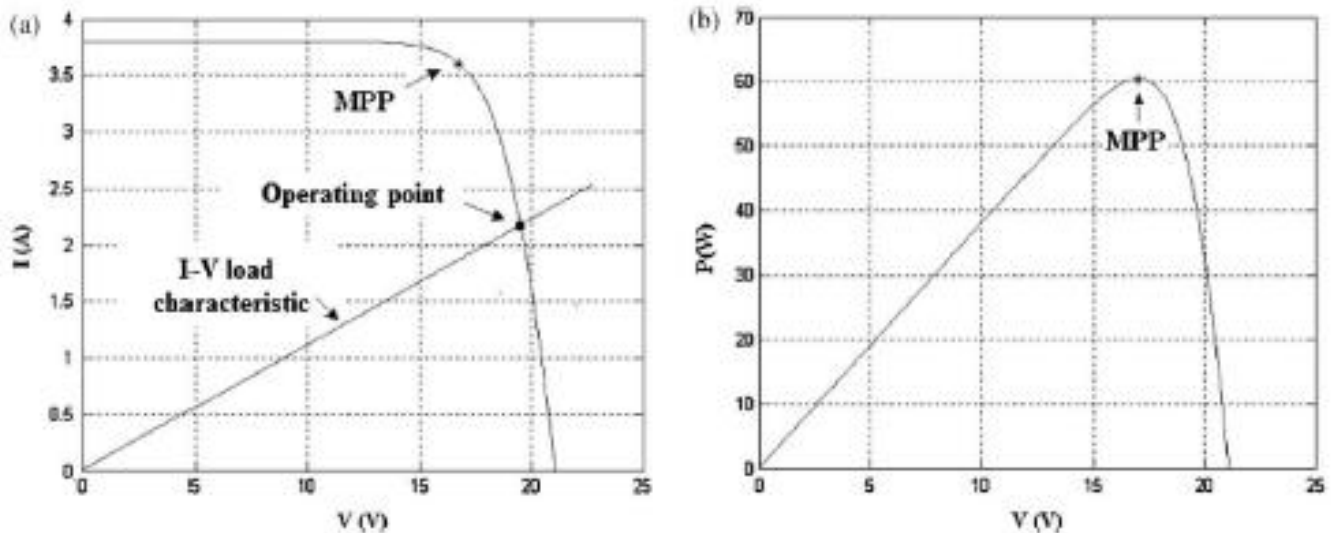 (a)
4
3.5
3
2.5
2
1.5
1
0.5
0
I (A)
MPP
Operating point
I–V load
characteristic
0 5 10 15 20 25
V (V)
(b)
70
60
50
40
30
20
10
0
P(W)
MPP
0 5 10 15 20 25
V (V)